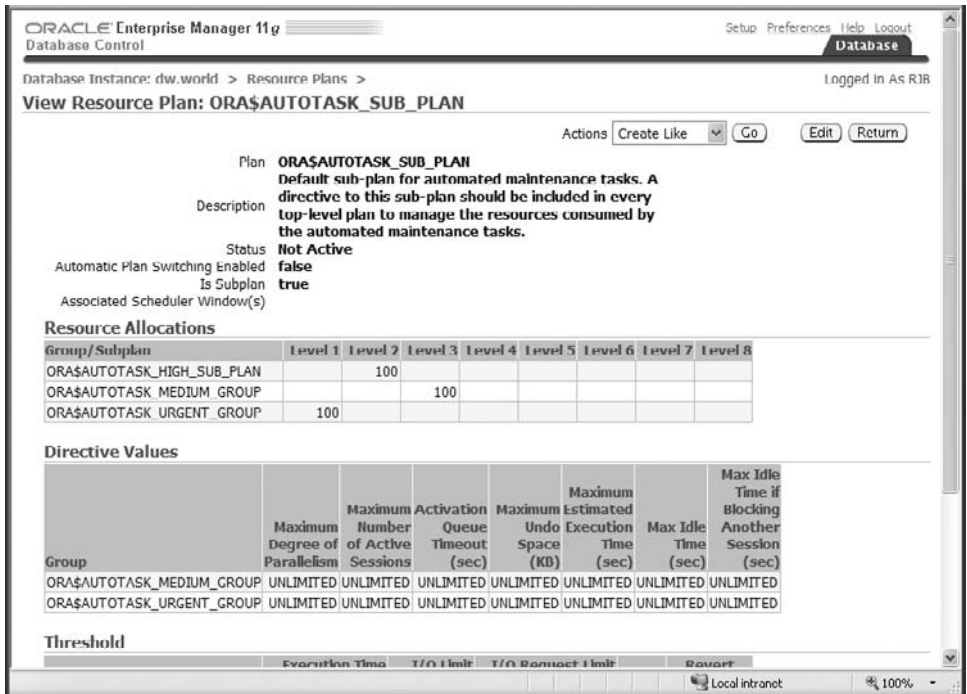 ORACLE Enterprise Manager 11g
Database Control
Setup Preferences Help Logout
Database
Database Instance: dw.world > Resource Plans >
Logged in As RJB
View Resource Plan: ORA$AUTOTASK_SUB_PLAN
Actions Create Like Go Edit Return
Plan ORA$AUTOTASK_SUB_PLAN
Description Default sub-plan for automated maintenance tasks. A
directive to this sub-plan should be included in every
top-level plan to manage the resources consumed by
the automated maintenance tasks.
Status Not Active
Automatic Plan Switching Enabled false
Is Subplan true
Associated Scheduler Window(s)
Resource Allocations
Group/Subplan Level 1 Level 2 Level 3 Level 4 Level 5 Level 6 Level 7 Level 8
ORA$AUTOTASK_HIGH_SUB_PLAN 100
ORA$AUTOTASK_MEDIUM_GROUP 100
ORA$AUTOTASK_URGENT_GROUP 100
Directive Values
Group Maximum Degree of Parallelism Maximum Number of Active Sessions Activation Queue Timeout (sec) Maximum Undo Space (KB) Maximum Estimated Execution Time (sec) Max Idle Time (sec) Max Idle Time if Blocking Another Session (sec)
ORA$AUTOTASK_MEDIUM_GROUP UNLIMITED UNLIMITED UNLIMITED UNLIMITED UNLIMITED UNLIMITED UNLIMITED
ORA$AUTOTASK_URGENT_GROUP UNLIMITED UNLIMITED UNLIMITED UNLIMITED UNLIMITED UNLIMITED UNLIMITED
Threshold
Execution Time I/O Limit I/O Request Limit Revert
Local intranet 100%